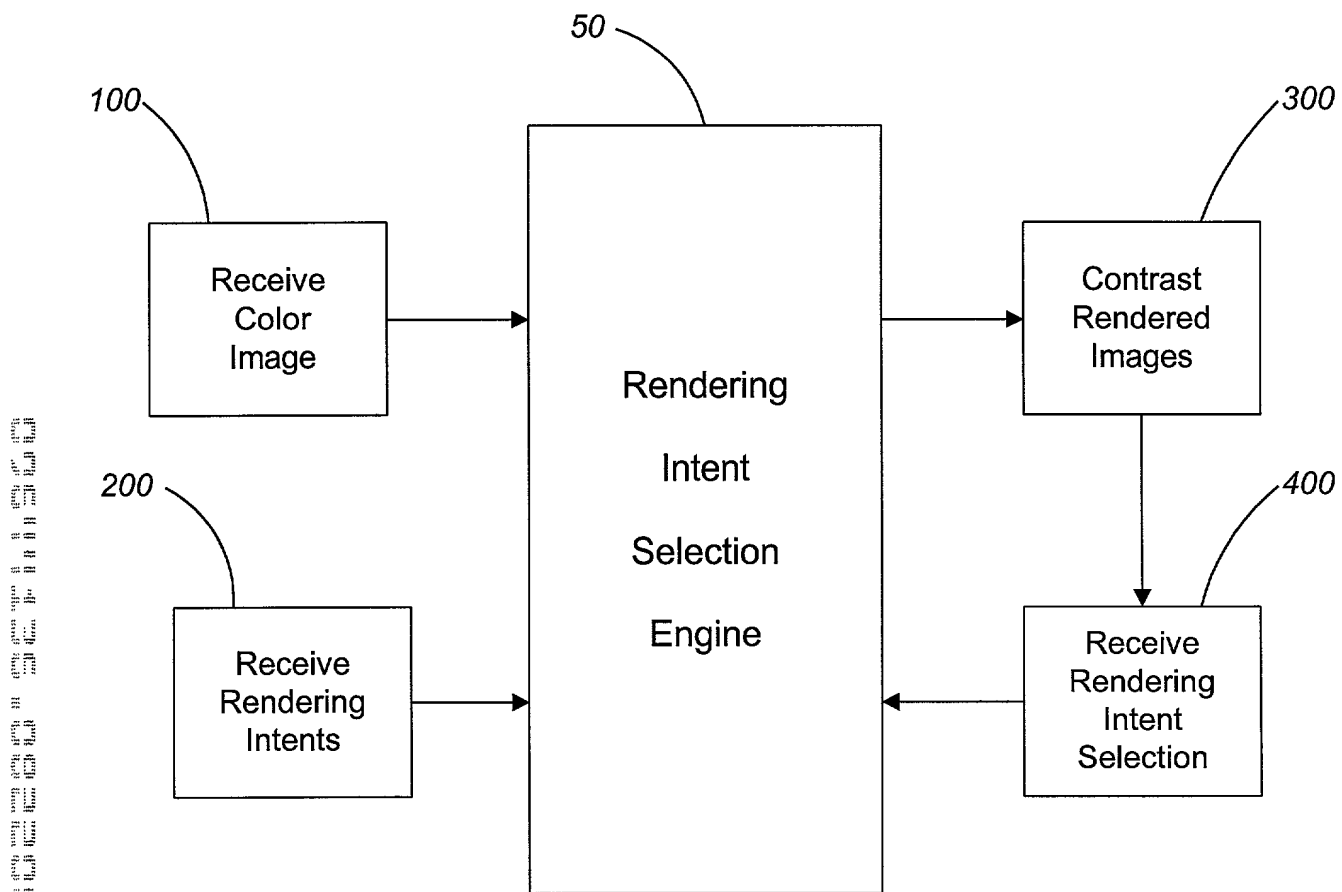 50
100
300
Receive
Color
Image
Contrast
Rendered
Images
Rendering
Intent
Selection
Engine
200
400
Receive
Rendering
Intents
Receive
Rendering
Intent
Selection